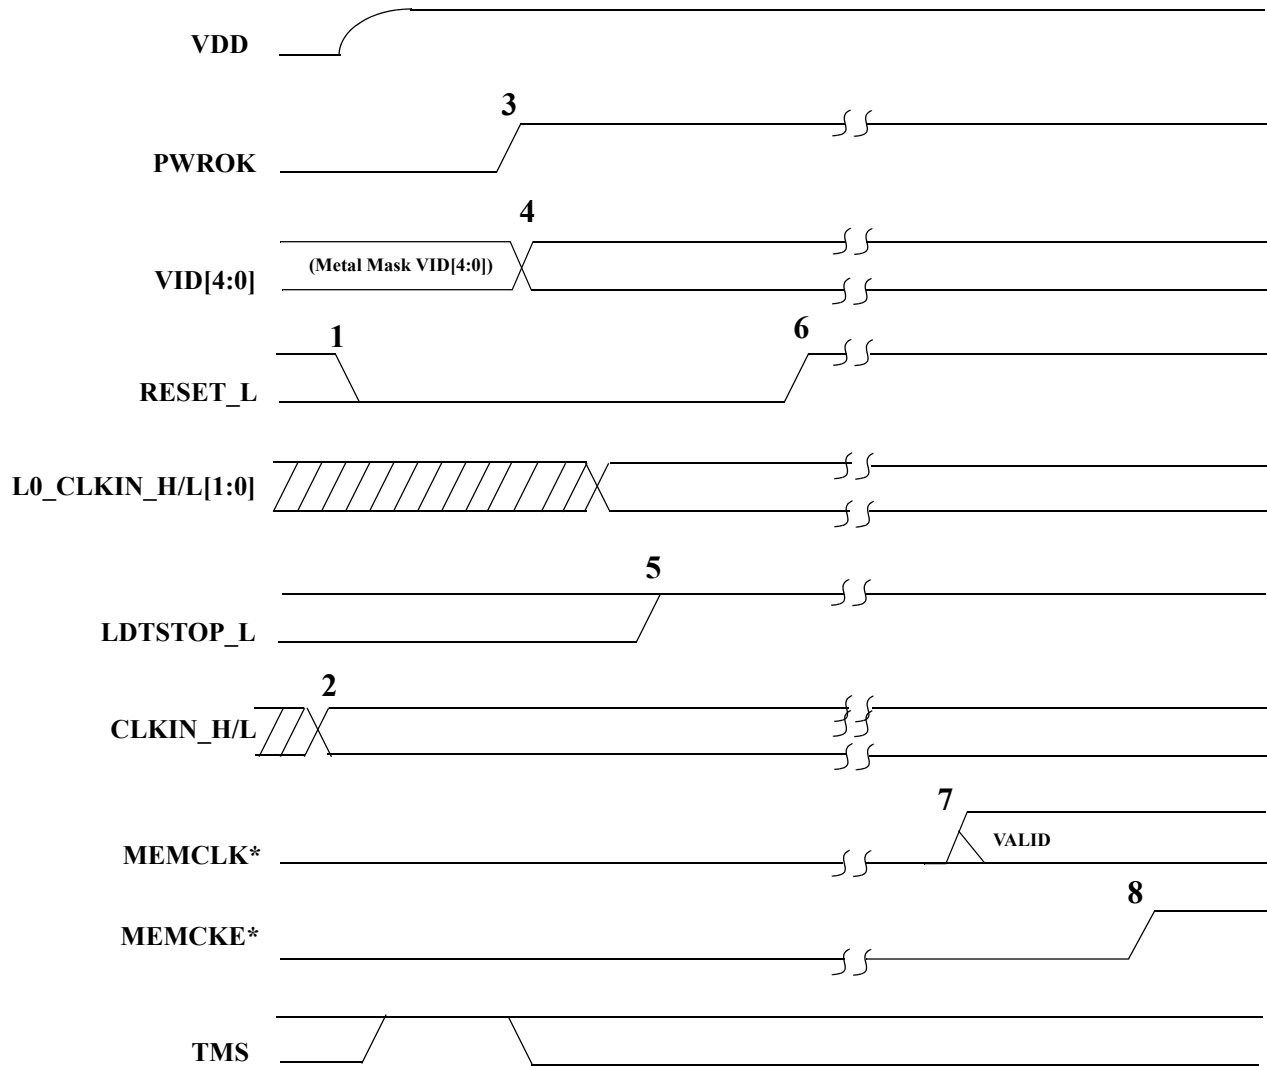 VDD
3
PWROK
4
(Metal Mask VID[4:0])
VID[4:0]
1
6
RESET_L
L0_CLKIN_H/L[1:0]
5
LDTSTOP_L
2
CLKIN_H/L
7
VALID
MEMCLK*
8
MEMCKE*
TMS